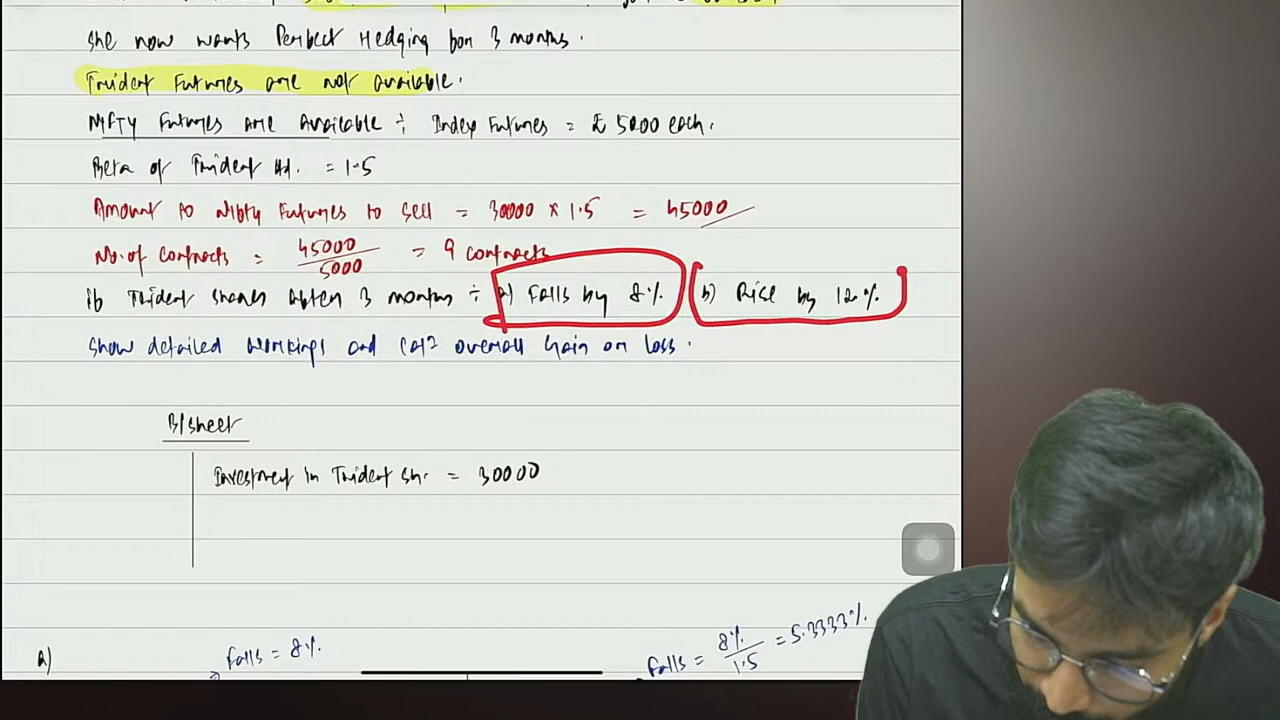 She now wants Perfect Hedging for 3 months.
Trident Futures are not available.
Nifty Futures are available ÷ Index Futures = ₤ 5000 each.
Beta of Trident Ltd. = 1.5
Amount to Nifty Futures to sell = 30000 × 1.5 = 45000
No. of contracts = 45000 / 5000 = 9 contracts
if Trident shares after 3 months ÷ a) Falls by 8% b) Rise by 12%
Show detailed workings and calc overall gain or loss.
B/sheet
Investment in Trident sh. = 30000
a) Falls = 8% Falls = 8% / 1.5 = 5.3333%